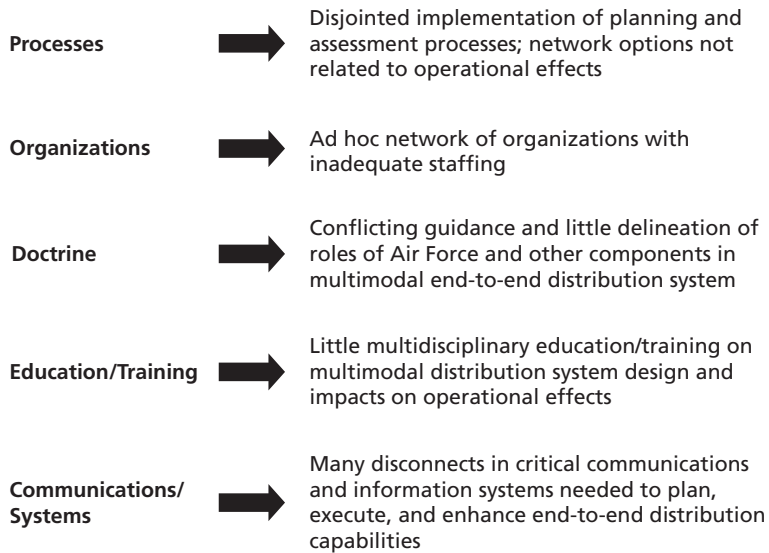 Processes
Disjointed implementation of planning and
assessment processes; network options not
related to operational effects
Organizations
Ad hoc network of organizations with
inadequate staffing
Doctrine
Conflicting guidance and little delineation of
roles of Air Force and other components in
multimodal end-to-end distribution system
Education/Training
Little multidisciplinary education/training on
multimodal distribution system design and
impacts on operational effects
Communications/
Systems
Many disconnects in critical communications
and information systems needed to plan,
execute, and enhance end-to-end distribution
capabilities